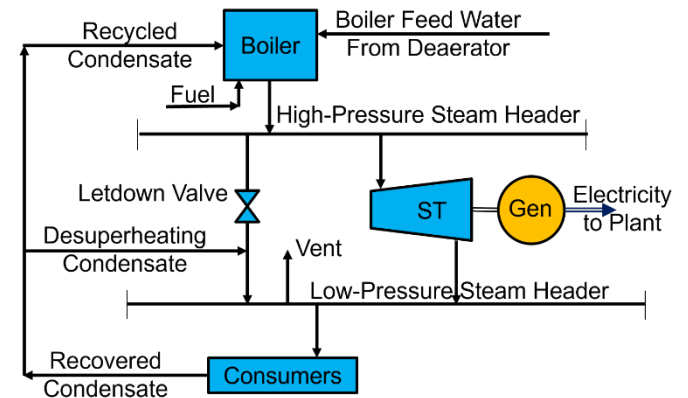 Recycled
Condensate
Boiler
Boiler Feed Water
From Deaerator
Fuel
High-Pressure Steam Header
Letdown Valve
ST
Gen
Electricity
to Plant
Desuperheating
Condensate
Vent
Low-Pressure Steam Header
Recovered
Condensate
Consumers